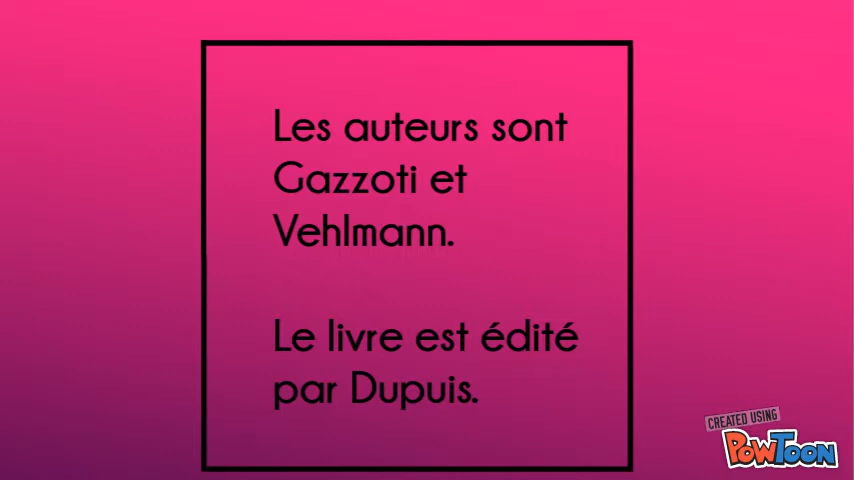 Les auteurs sont
Gazzoti et
Vehlmann.
Le livre est édité
par Dupuis.
CREATED USING
POWTOON